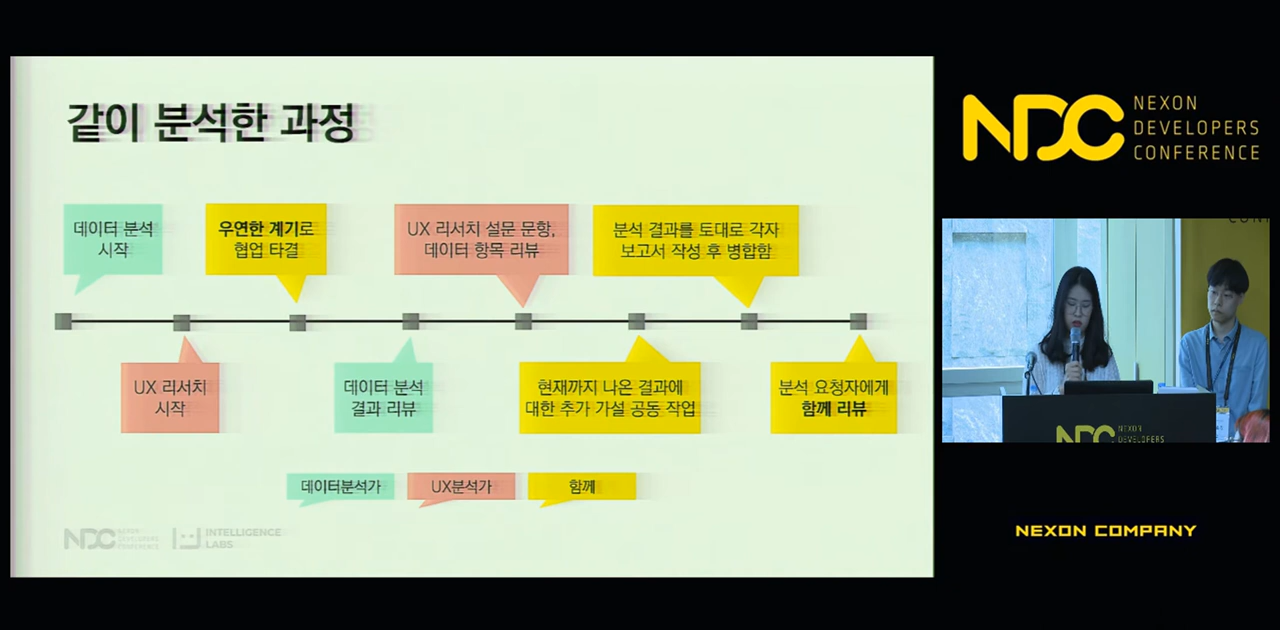 같이 분석한 과정
데이터 분석
시작
우연한 계기로
협업 타결
UX 리서치 설문 문항,
데이터 항목 리뷰
분석 결과를 토대로 각자
보고서 작성 후 병합함
UX 리서치
시작
데이터 분석
결과 리뷰
현재까지 나온 결과에
대한 추가 가설 공동 작업
분석 요청자에게
함께 리뷰
데이터분석가
UX분석가
함께
NDC
NEXON
DEVELOPERS
CONFERENCE
INTELLIGENCE
LABS
NDC
NEXON
DEVELOPERS
CONFERENCE
NDC
NEXON
DEVELOPERS
NEXON COMPANY